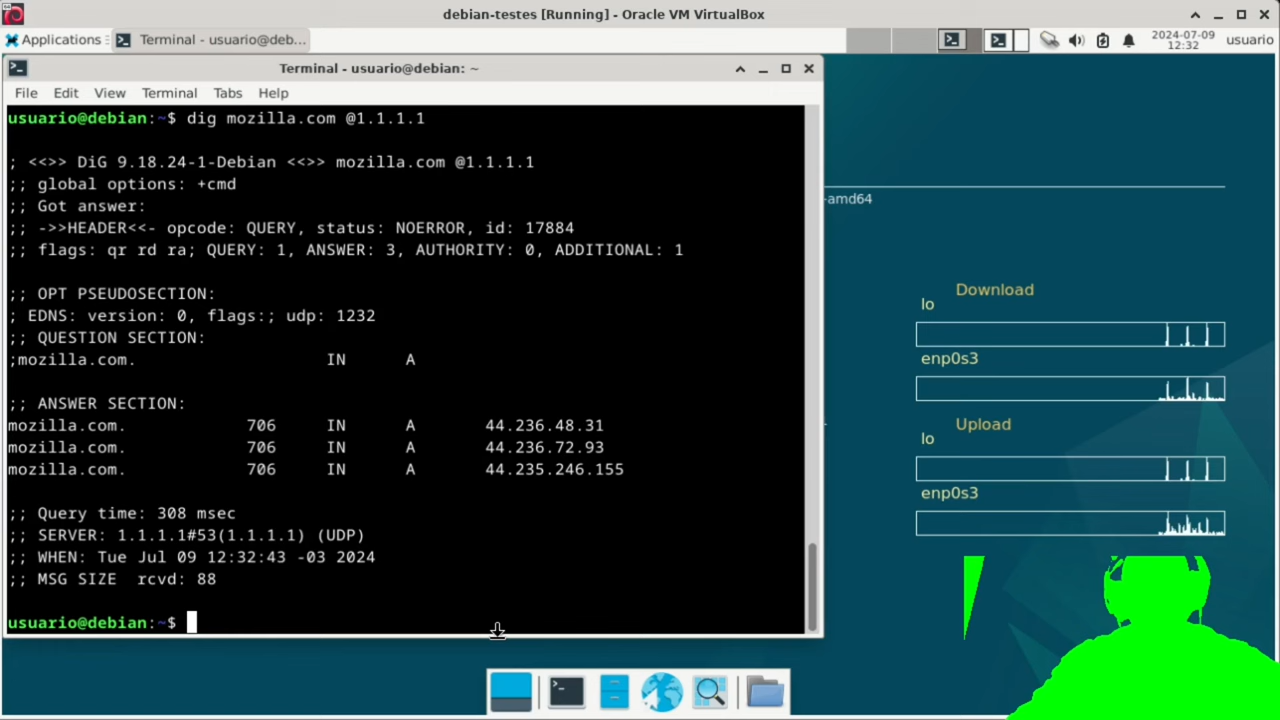 debian-testes [Running] - Oracle VM VirtualBox
Applications
Terminal - usuario@deb...
2024-07-09
12:32
usuario
Terminal - usuario@debian: ~
File Edit View Terminal Tabs Help
usuario@debian:~$ dig mozilla.com @1.1.1.1
; <<>> DiG 9.18.24-1-Debian <<>> mozilla.com @1.1.1.1
;; global options: +cmd
;; Got answer:
;; ->>HEADER<<- opcode: QUERY, status: NOERROR, id: 17884
;; flags: qr rd ra; QUERY: 1, ANSWER: 3, AUTHORITY: 0, ADDITIONAL: 1
;; OPT PSEUDOSECTION:
; EDNS: version: 0, flags:; udp: 1232
;; QUESTION SECTION:
;mozilla.com. IN A
;; ANSWER SECTION:
mozilla.com. 706 IN A 44.236.48.31
mozilla.com. 706 IN A 44.236.72.93
mozilla.com. 706 IN A 44.235.246.155
;; Query time: 308 msec
;; SERVER: 1.1.1.1#53(1.1.1.1) (UDP)
;; WHEN: Tue Jul 09 12:32:43 -03 2024
;; MSG SIZE rcvd: 88
usuario@debian:~$
-amd64
Download
lo
enp0s3
Upload
lo
enp0s3